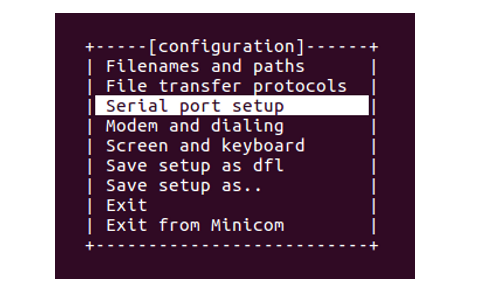 +-----[configuration]------+
| Filenames and paths |
| File transfer protocols |
| Serial port setup |
| Modem and dialing |
| Screen and keyboard |
| Save setup as dfl |
| Save setup as.. |
| Exit |
| Exit from Minicom |
+--------------------------+